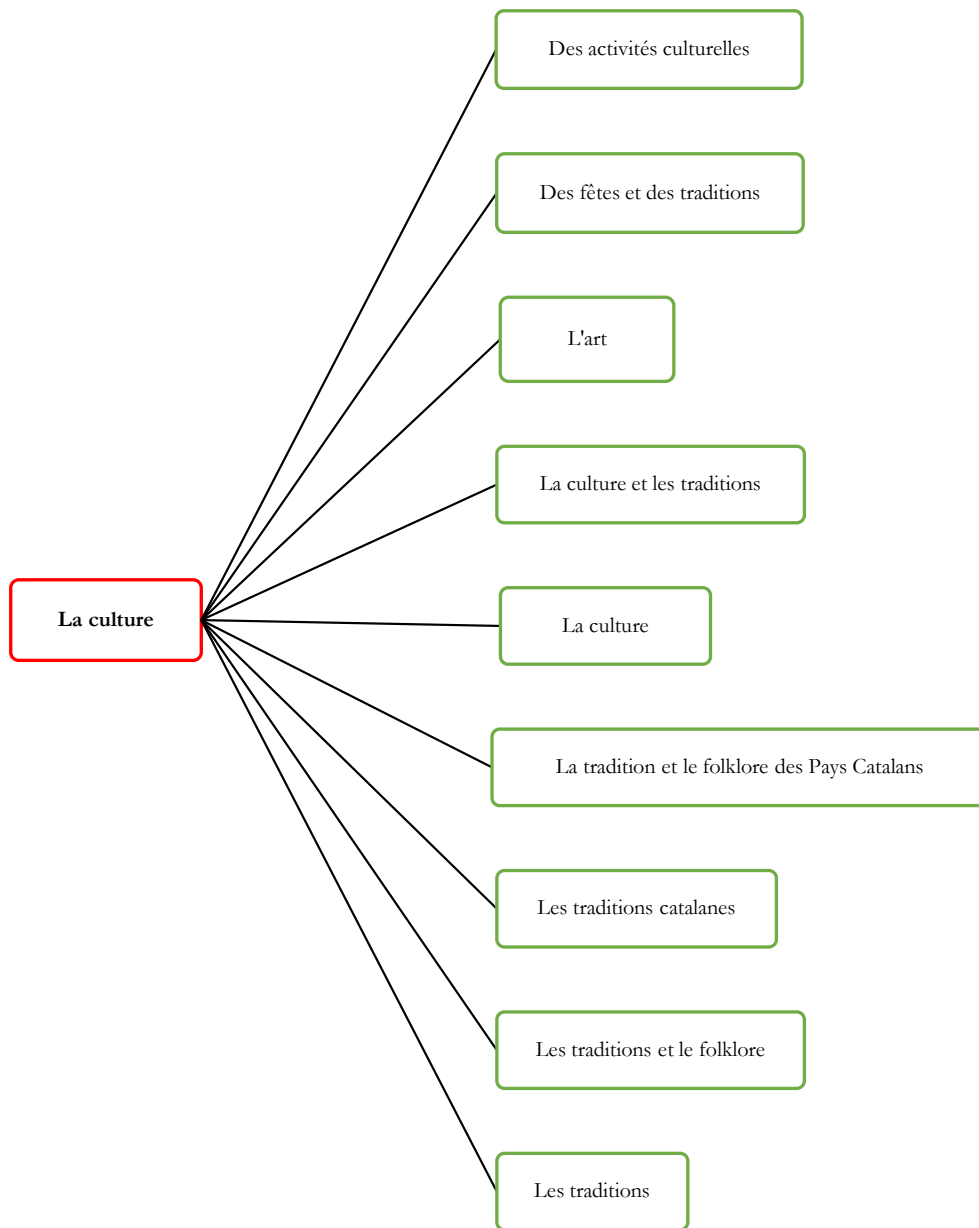 Des activités culturelles
Des fêtes et des traditions
L'art
La culture et les traditions
La culture
La culture
La tradition et le folklore des Pays Catalans
Les traditions catalanes
Les traditions et le folklore
Les traditions